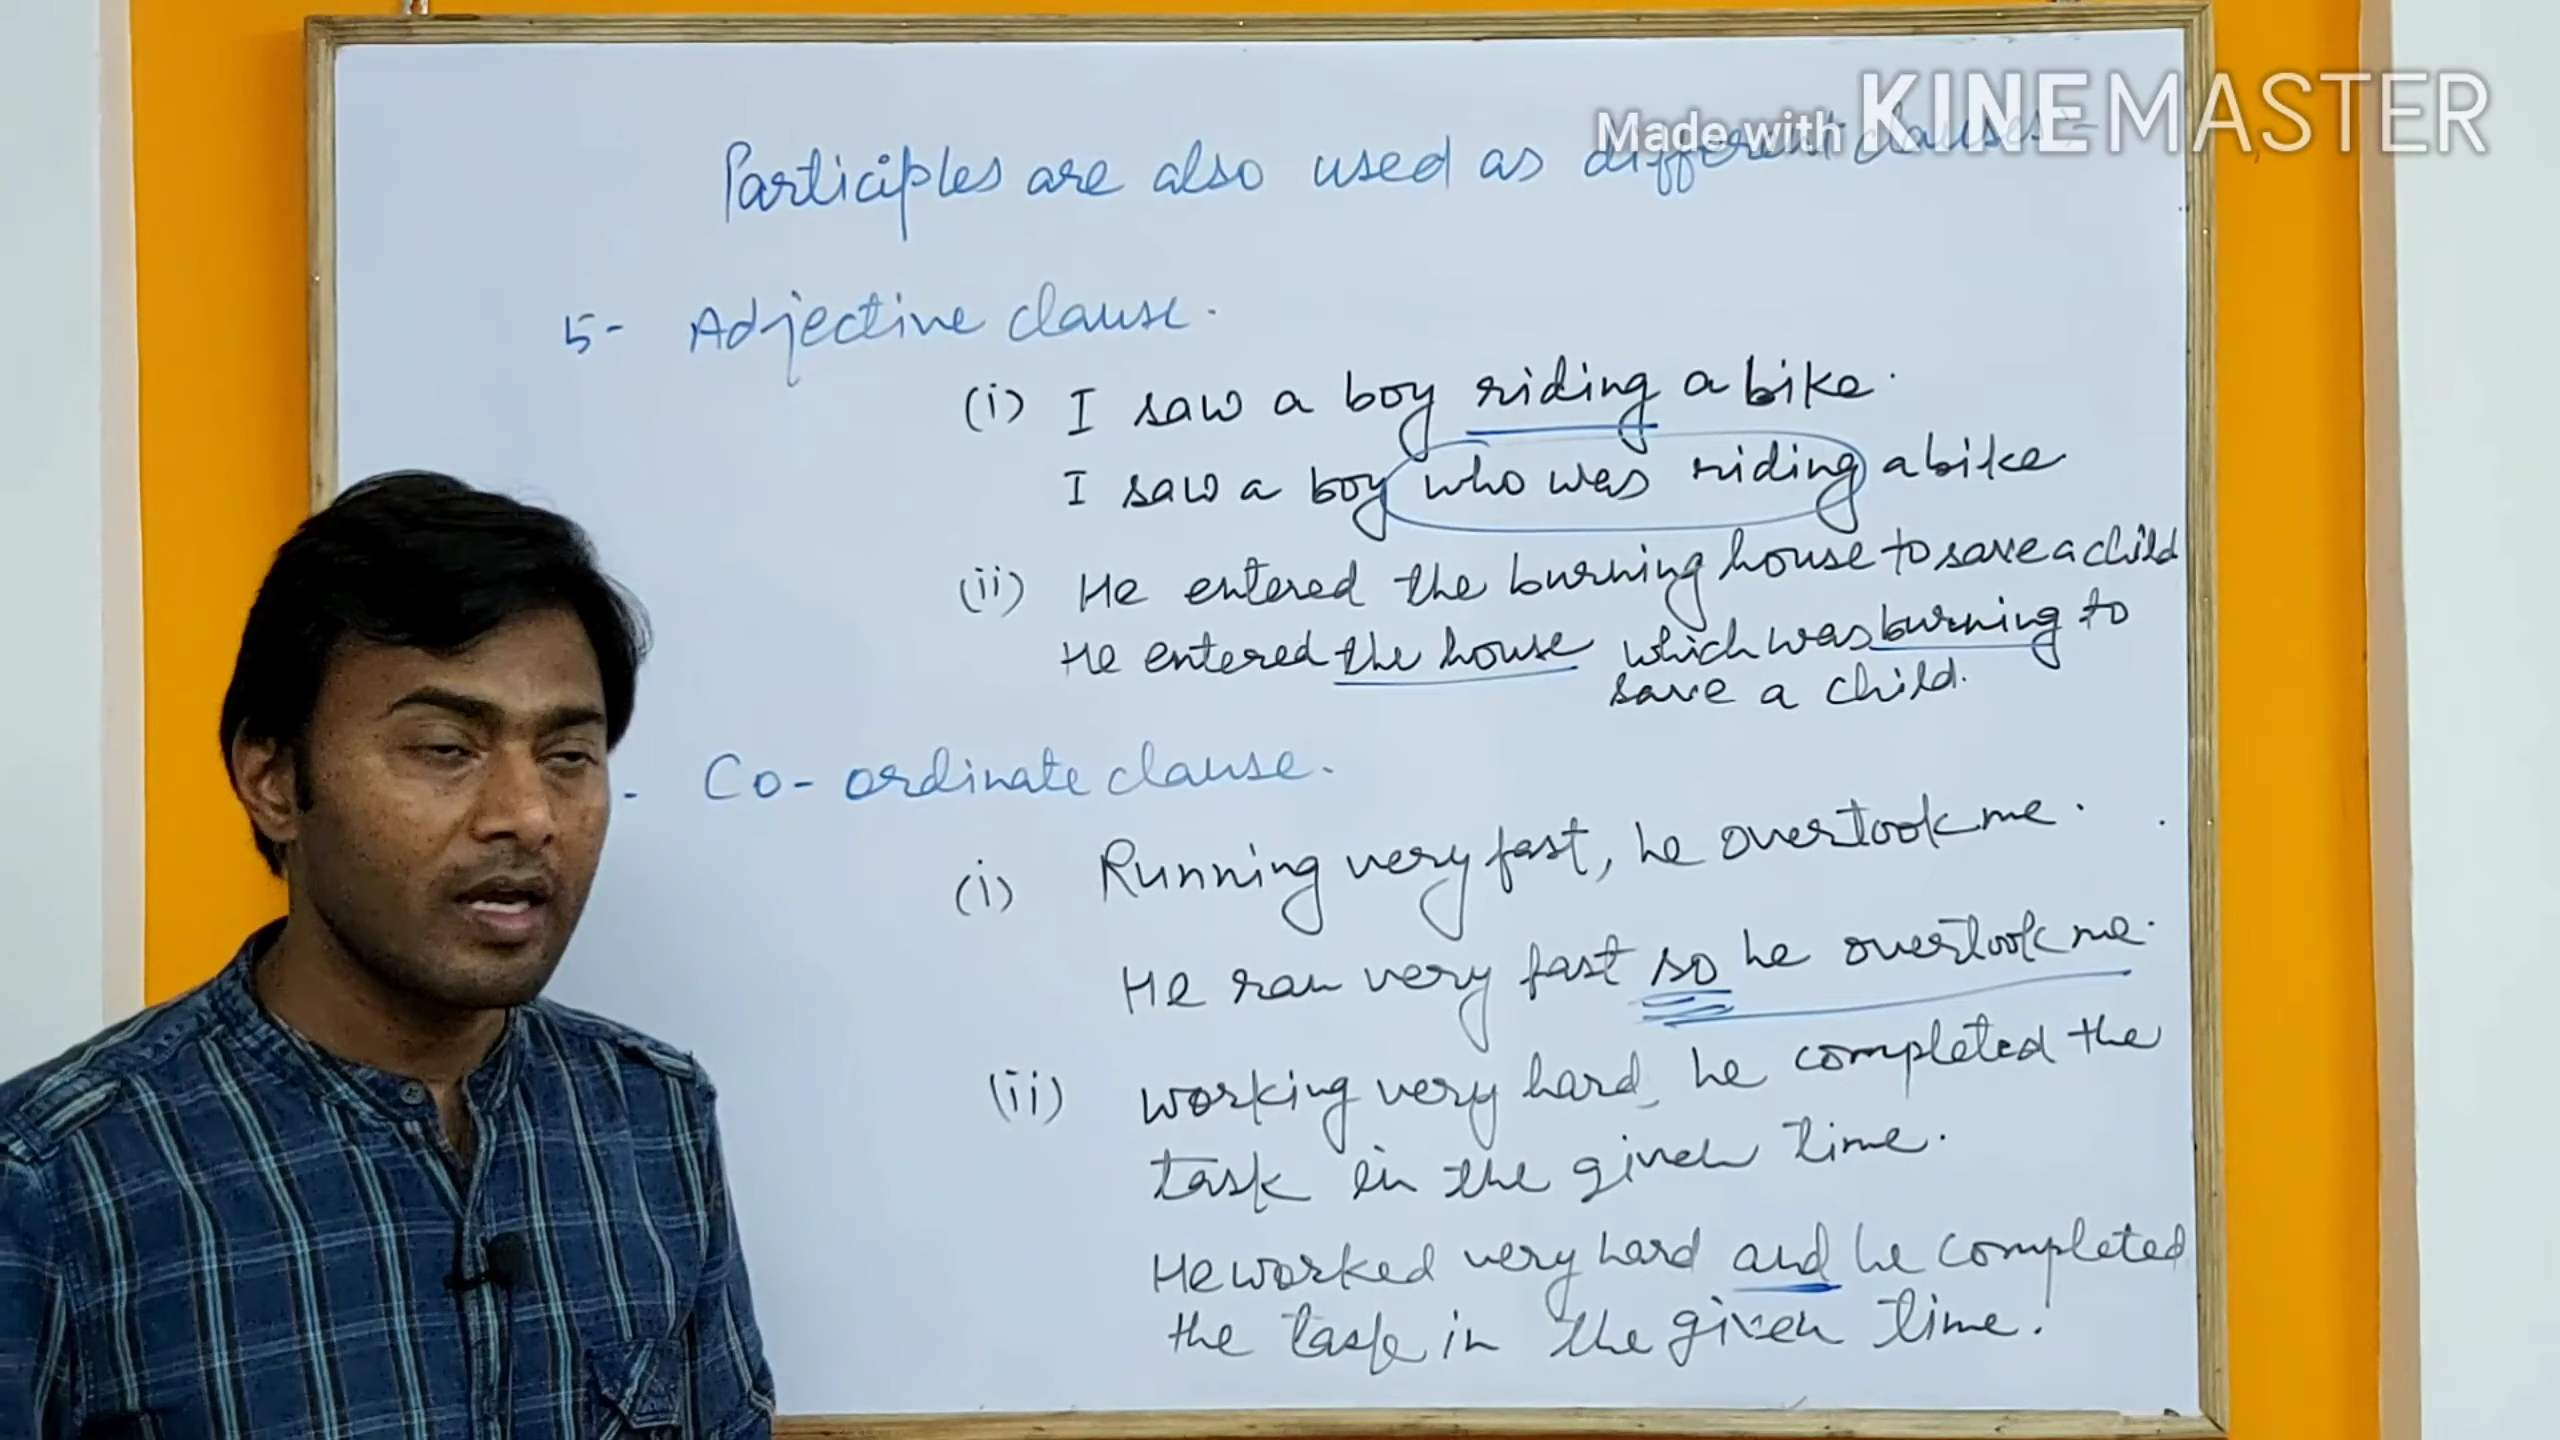 Made with KINEMASTER
Participles are also used as different clauses:-
5- Adjective clause.
(i) I saw a boy riding a bike.
I saw a boy who was riding a bike
(ii) He entered the burning house to save a child
He entered the house which was burning to
save a child.
- Co-ordinate clause.
(i) Running very fast, he overtook me.
He ran very fast so he overtook me.
(ii) working very hard, he completed the
task in the given time.
He worked very hard and he completed
the task in the given time.